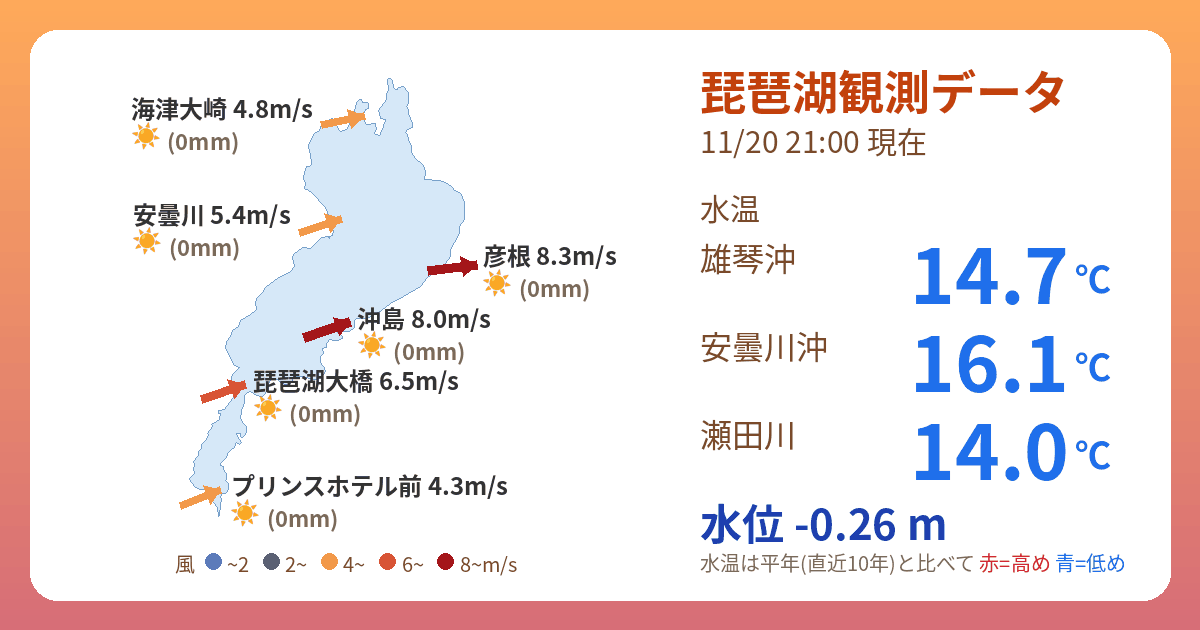 海津大崎 4.8m/s
(0mm)
安曇川 5.4m/s
(0mm)
彦根 8.3m/s
(0mm)
沖島 8.0m/s
(0mm)
琵琶湖大橋 6.5m/s
(0mm)
プリンスホテル前 4.3m/s
(0mm)
風 ~2 2~ 4~ 6~ 8~m/s
琵琶湖観測データ
11/20 21:00 現在
水温
雄琴沖 14.7℃
安曇川沖 16.1℃
瀬田川 14.0℃
水位 -0.26 m
水温は平年(直近10年)と比べて 赤=高め 青=低め